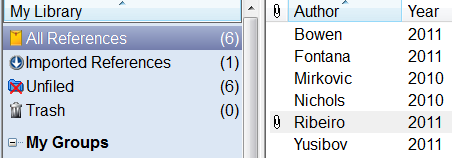 My Library
All References (6)
Imported References (1)
Unfiled (6)
Trash (0)
My Groups
Author Year
Bowen 2011
Fontana 2011
Mirkovic 2010
Nichols 2010
Ribeiro 2011
Yusibov 2011